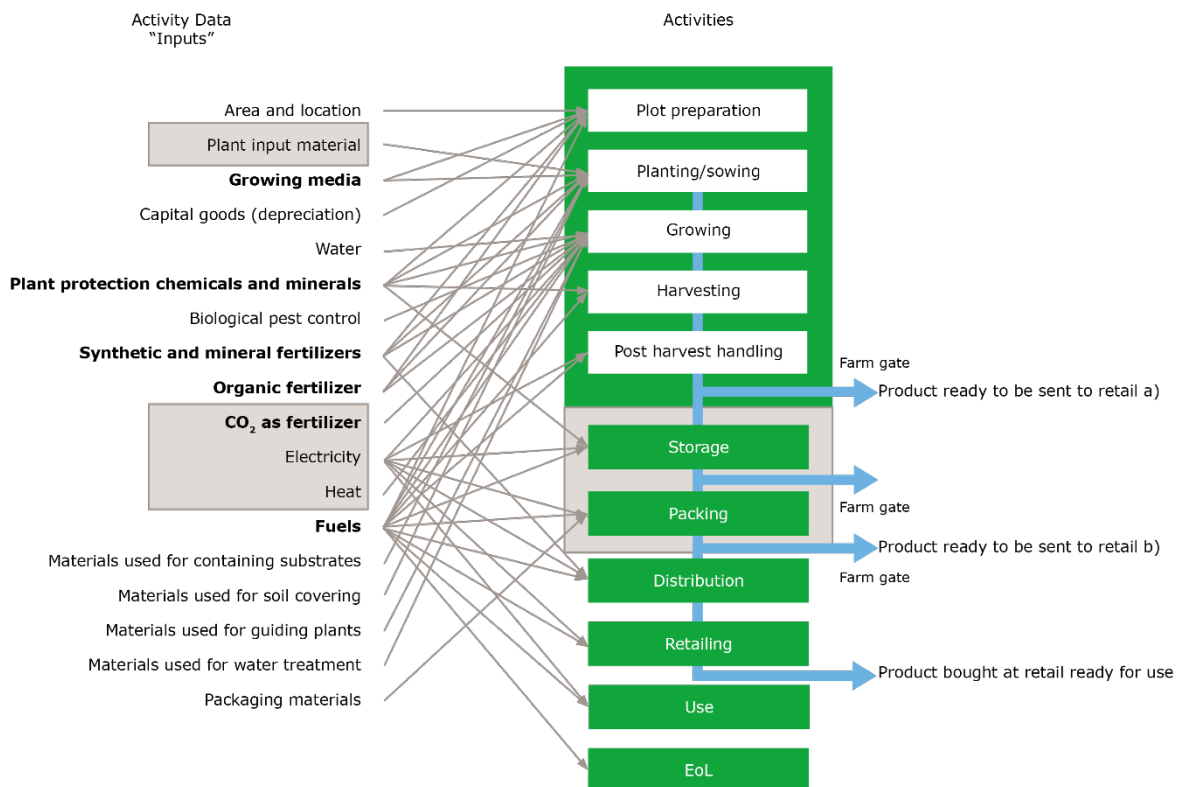 Activity Data
“Inputs”
Activities
Area and location
Plant input material
Growing media
Capital goods (depreciation)
Water
Plant protection chemicals and minerals
Biological pest control
Synthetic and mineral fertilizers
Organic fertilizer
CO₂ as fertilizer
Electricity
Heat
Fuels
Materials used for containing substrates
Materials used for soil covering
Materials used for guiding plants
Materials used for water treatment
Packaging materials
Plot preparation
Planting/sowing
Growing
Harvesting
Post harvest handling
Storage
Packing
Distribution
Retailing
Use
EoL
Farm gate
Product ready to be sent to retail a)
Farm gate
Product ready to be sent to retail b)
Farm gate
Product bought at retail ready for use